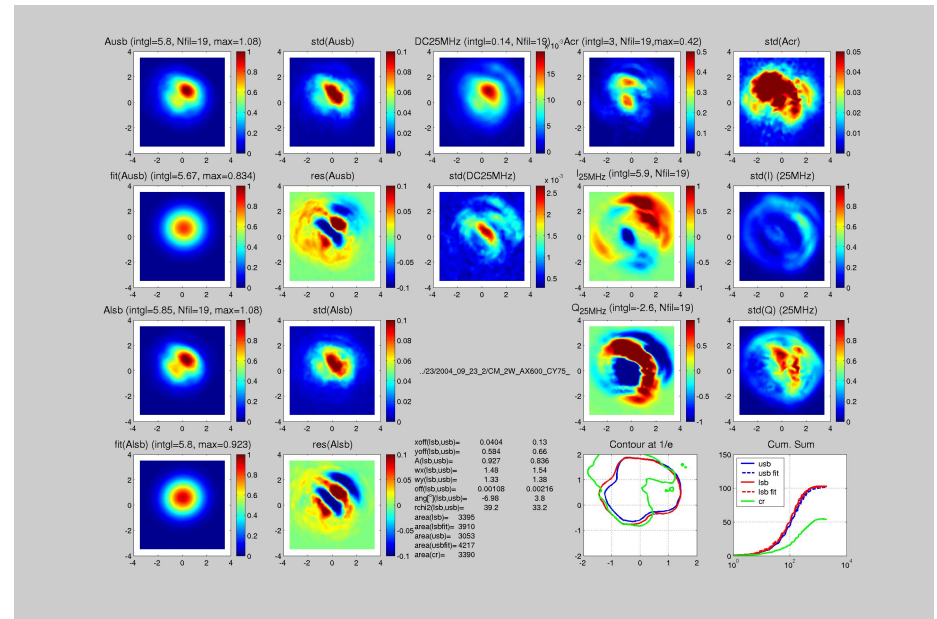 Ausb (intgl=5.8, Nfil=19, max=1.08)
std(Ausb)
DC25MHz (intgl=0.14, Nfil=19)
Acr (intgl=3, Nfil=19,max=0.42)
std(Acr)
fit(Ausb) (intgl=5.67, max=0.834)
res(Ausb)
std(DC25MHz)
I25MHz (intgl=5.9, Nfil=19)
std(I) (25MHz)
Alsb (intgl=5.85, Nfil=19, max=1.08)
std(Alsb)
../23/2004_09_23_2/CM_2W_AX600_CY75_
Q25MHz (intgl=-2.6, Nfil=19)
std(Q) (25MHz)
fit(Alsb) (intgl=5.8, max=0.923)
res(Alsb)
xoff(lsb,usb)= 0.0404 0.13
yoff(lsb,usb)= 0.584 0.66
A(lsb,usb)= 0.927 0.836
wx(lsb,usb)= 1.48 1.54
wy(lsb,usb)= 1.33 1.38
off(lsb,usb)= 0.00108 0.00216
ang[°](lsb,usb)= -6.98 3.8
rchi2(lsb,usb)= 39.2 33.2
area(lsb)= 3395
area(lsbfit)= 3910
area(usb)= 3053
area(usbfit)= 4217
area(cr)= 3390
Contour at 1/e
Cum. Sum
usb
usb fit
lsb
lsb fit
cr